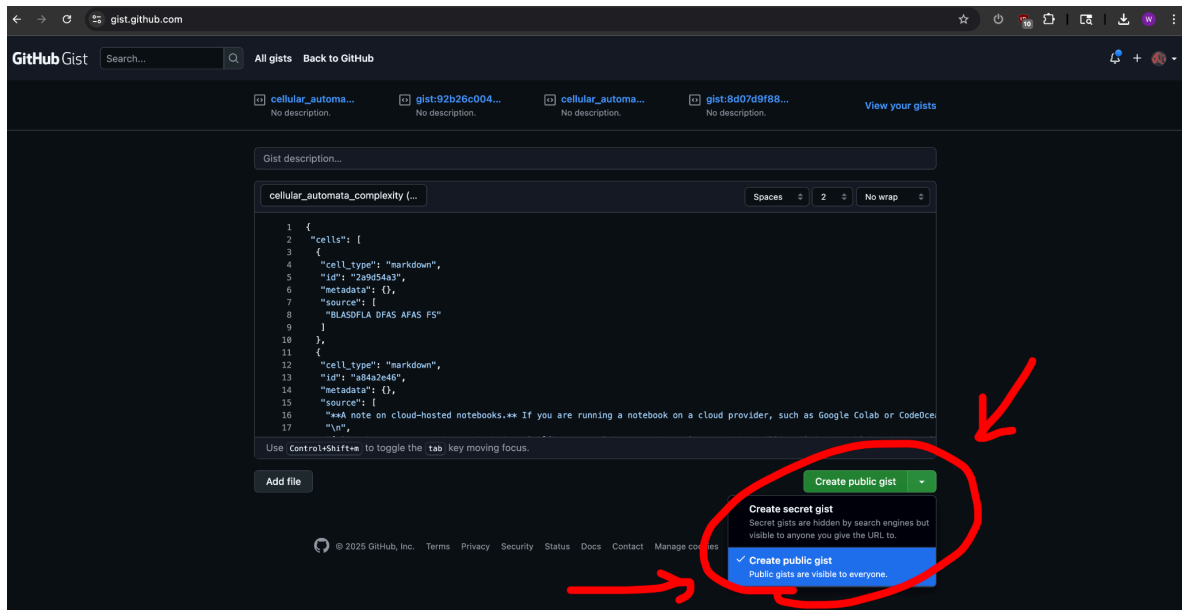 gist.github.com
10
W
GitHub Gist Search... All gists Back to GitHub
cellular_automa... gist:92b26c004... cellular_automa... gist:8d07d9f88... View your gists
No description. No description. No description. No description.
Gist description...
cellular_automata_complexity (... Spaces 2 No wrap
1 {
2 "cells": [
3 {
4 "cell_type": "markdown",
5 "id": "2a9d54a3",
6 "metadata": {},
7 "source": [
8 "BLASDFLA DFAS AFAS FS"
9 ]
10 },
11 {
12 "cell_type": "markdown",
13 "id": "a84a2e46",
14 "metadata": {},
15 "source": [
16 "**A note on cloud-hosted notebooks.** If you are running a notebook on a cloud provider, such as Google Colab or CodeOcea
17 "\n",
Use Control+Shift+m to toggle the tab key moving focus.
Add file Create public gist
Create secret gist
Secret gists are hidden by search engines but
visible to anyone you give the URL to.
Create public gist
Public gists are visible to everyone.
© 2025 GitHub, Inc. Terms Privacy Security Status Docs Contact Manage cookies